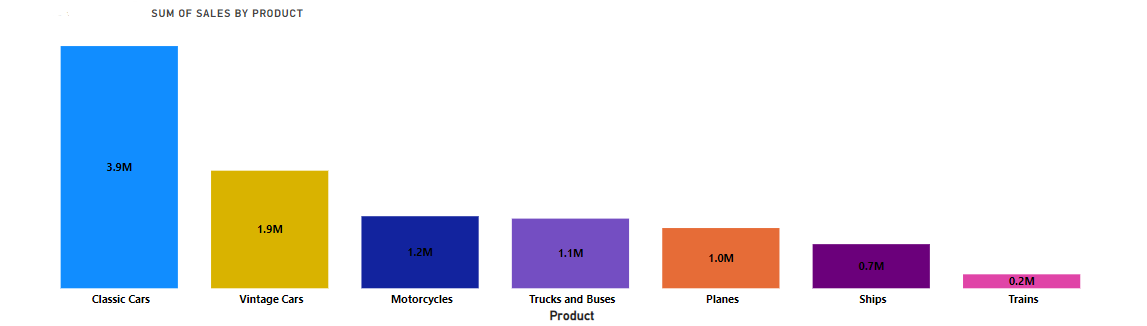 SUM OF SALES BY PRODUCT
3.9M
1.9M
1.2M
1.1M
1.0M
0.7M
0.2M
Classic Cars Vintage Cars Motorcycles Trucks and Buses Planes Ships Trains
Product